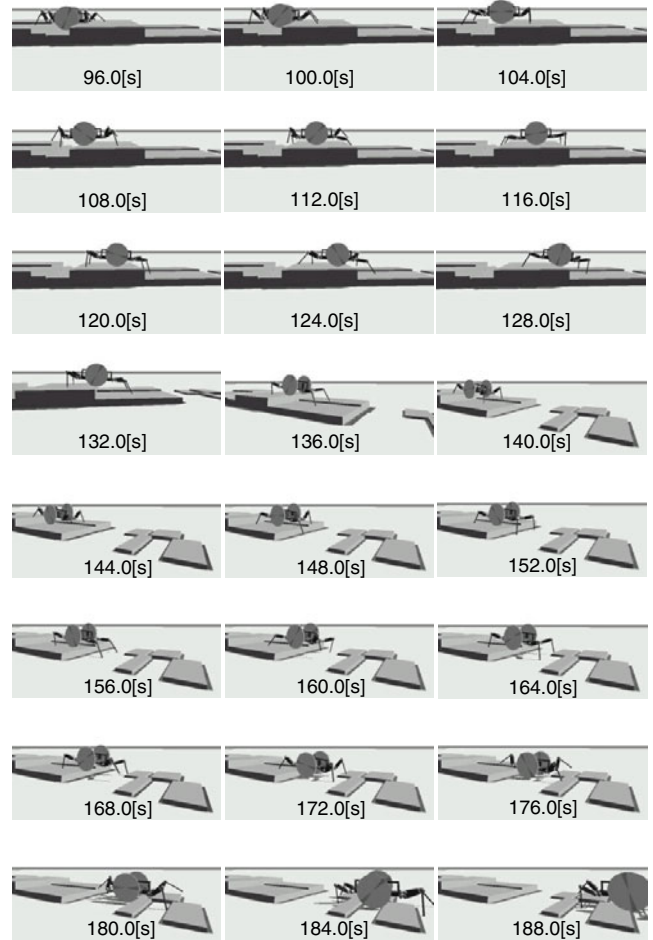 96.0[s] 100.0[s] 104.0[s]
108.0[s] 112.0[s] 116.0[s]
120.0[s] 124.0[s] 128.0[s]
132.0[s] 136.0[s] 140.0[s]
144.0[s] 148.0[s] 152.0[s]
156.0[s] 160.0[s] 164.0[s]
168.0[s] 172.0[s] 176.0[s]
180.0[s] 184.0[s] 188.0[s]